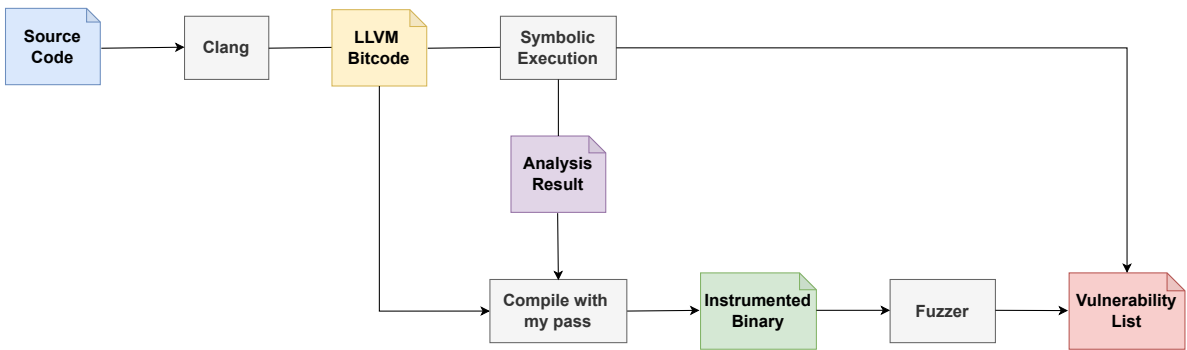 Source
Code
Clang
LLVM
Bitcode
Symbolic
Execution
Analysis
Result
Compile with
my pass
Instrumented
Binary
Fuzzer
Vulnerability
List